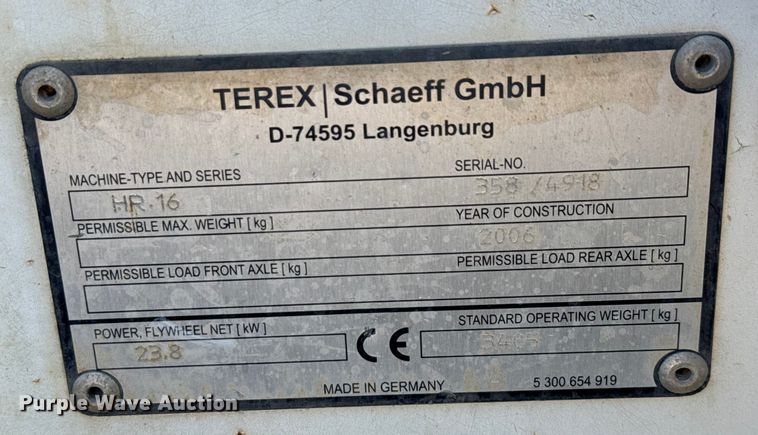 TEREX | Schaeff GmbH
D-74595 Langenburg
MACHINE-TYPE AND SERIES SERIAL-NO.
HR 16 358 /4918
PERMISSIBLE MAX. WEIGHT [ kg ] YEAR OF CONSTRUCTION
2006
PERMISSIBLE LOAD FRONT AXLE [ kg ] PERMISSIBLE LOAD REAR AXLE [ kg ]
POWER, FLYWHEEL NET [ kW ] STANDARD OPERATING WEIGHT [ kg ]
23.8 CE
MADE IN GERMANY 5 300 654 919
Purple Wave Auction